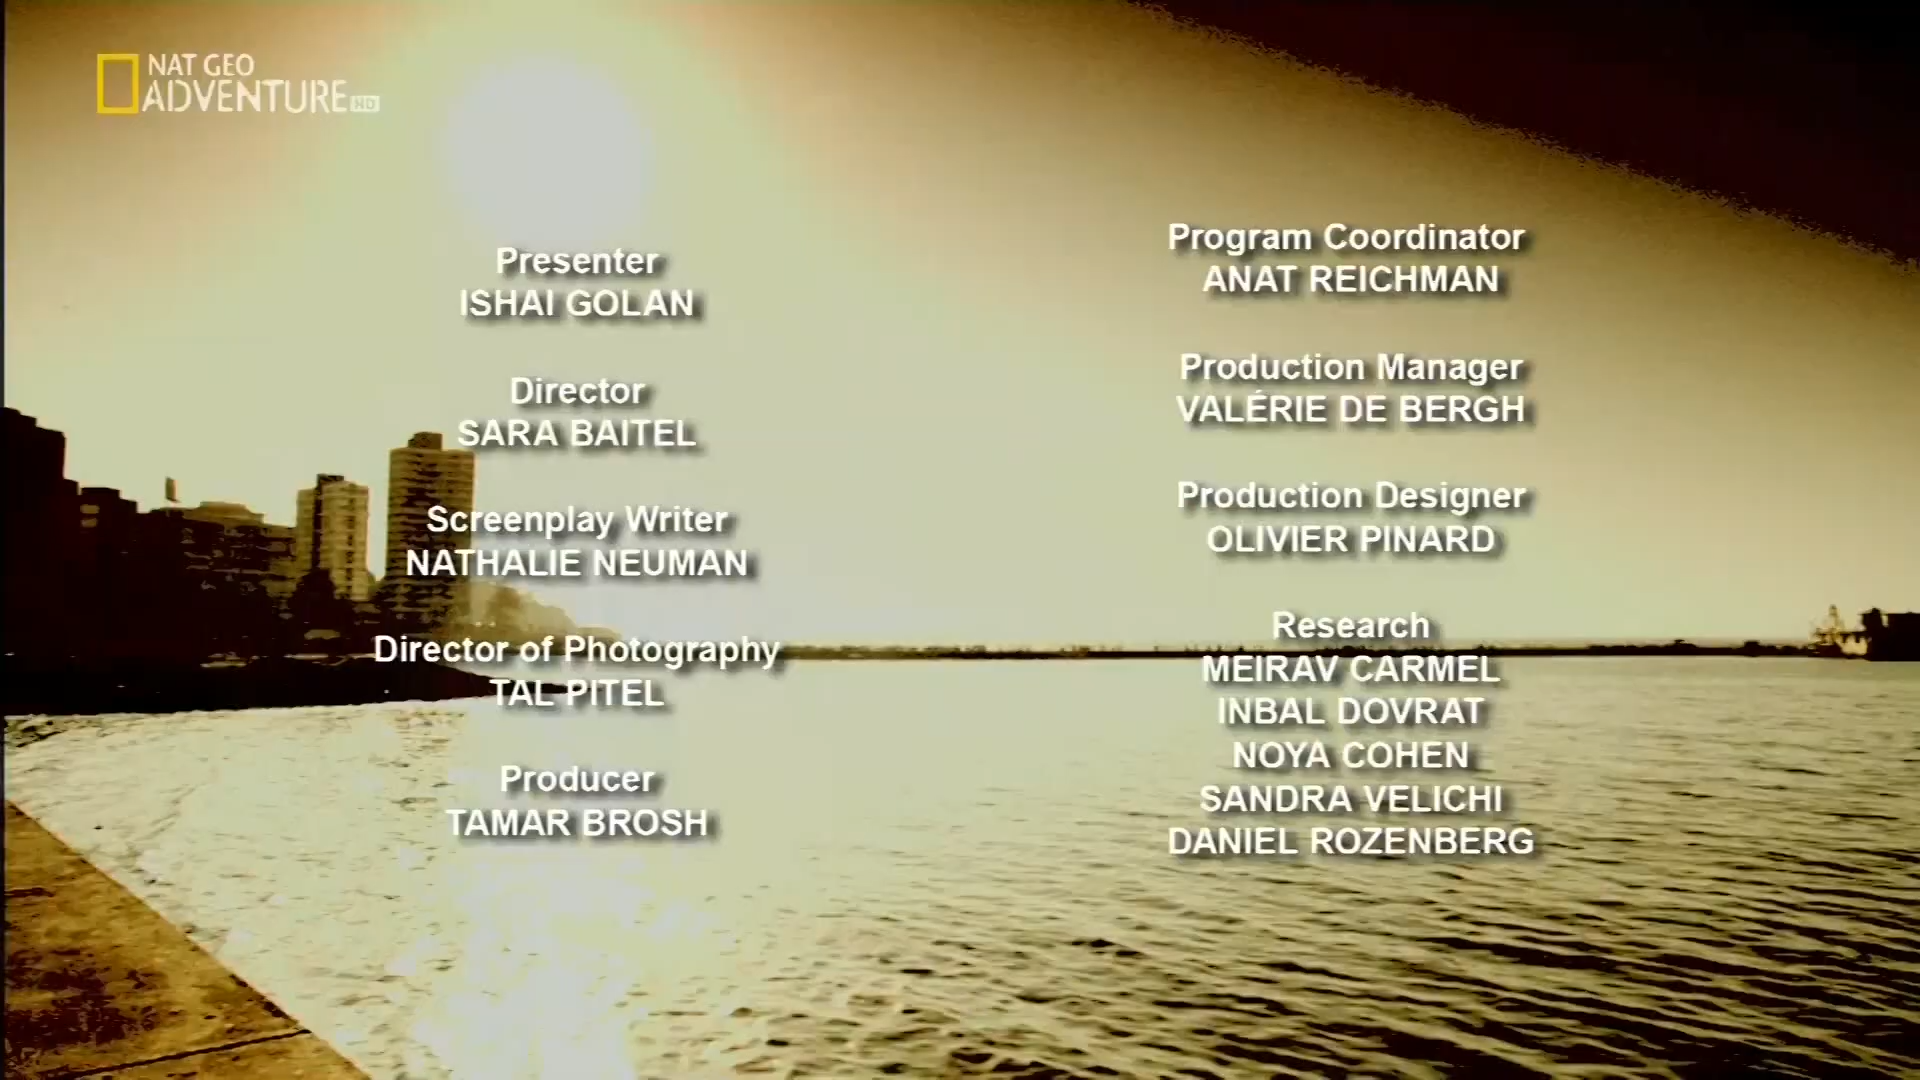 NAT GEO
ADVENTURE HD
Presenter
ISHAI GOLAN
Director
SARA BAITEL
Screenplay Writer
NATHALIE NEUMAN
Director of Photography
TAL PITEL
Producer
TAMAR BROSH
Program Coordinator
ANAT REICHMAN
Production Manager
VALÉRIE DE BERGH
Production Designer
OLIVIER PINARD
Research
MEIRAV CARMEL
INBAL DOVRAT
NOYA COHEN
SANDRA VELICHI
DANIEL ROZENBERG